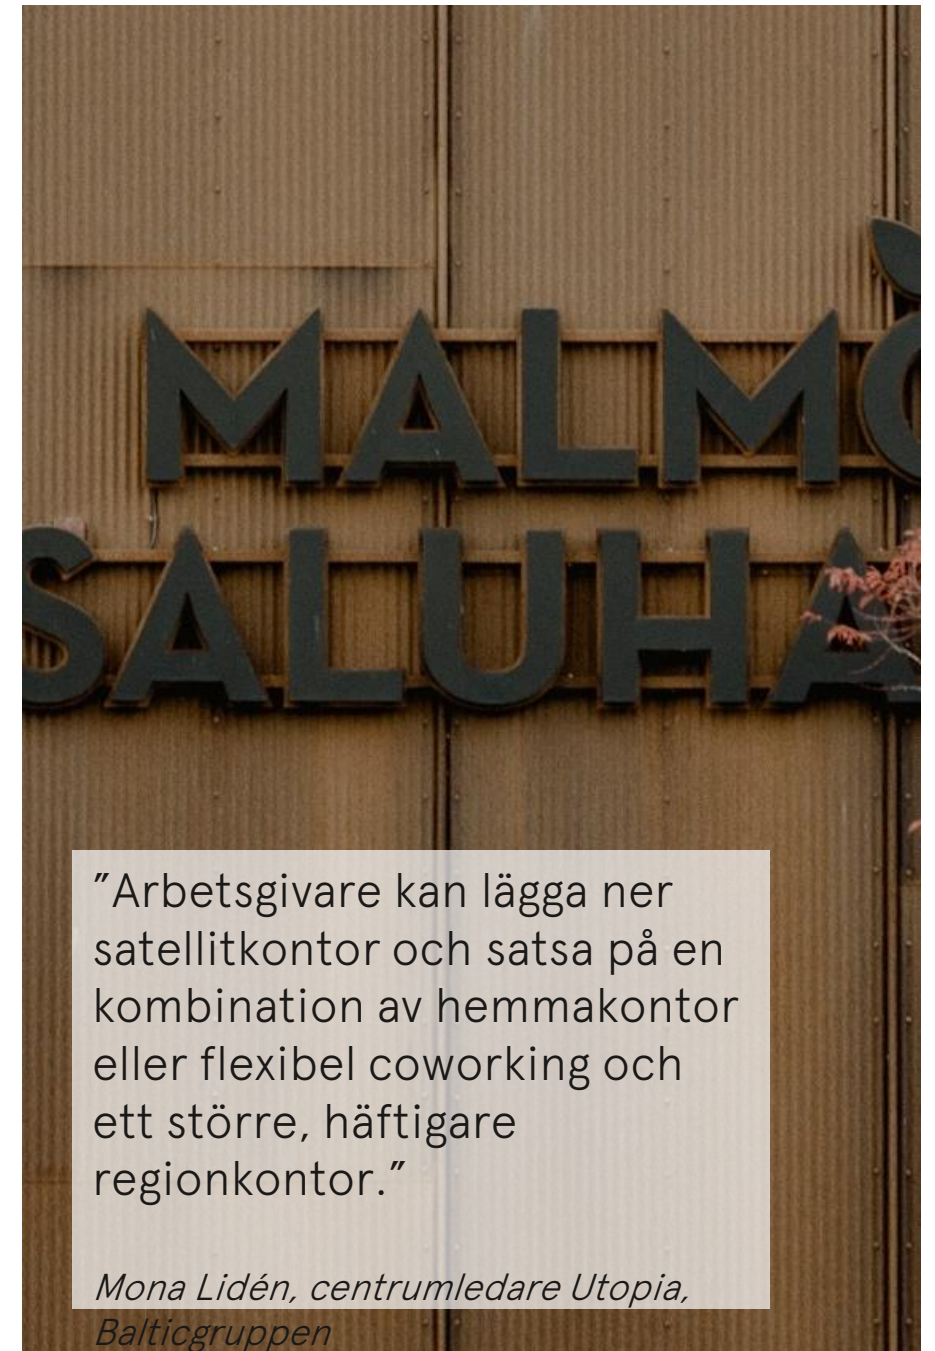 MALMÖ
SALUHA
”Arbetsgivare kan lägga ner
satellitkontor och satsa på en
kombination av hemmakontor
eller flexibel coworking och
ett större, häftigare
regionkontor.”
Mona Lidén, centrumledare Utopia,
Balticgruppen